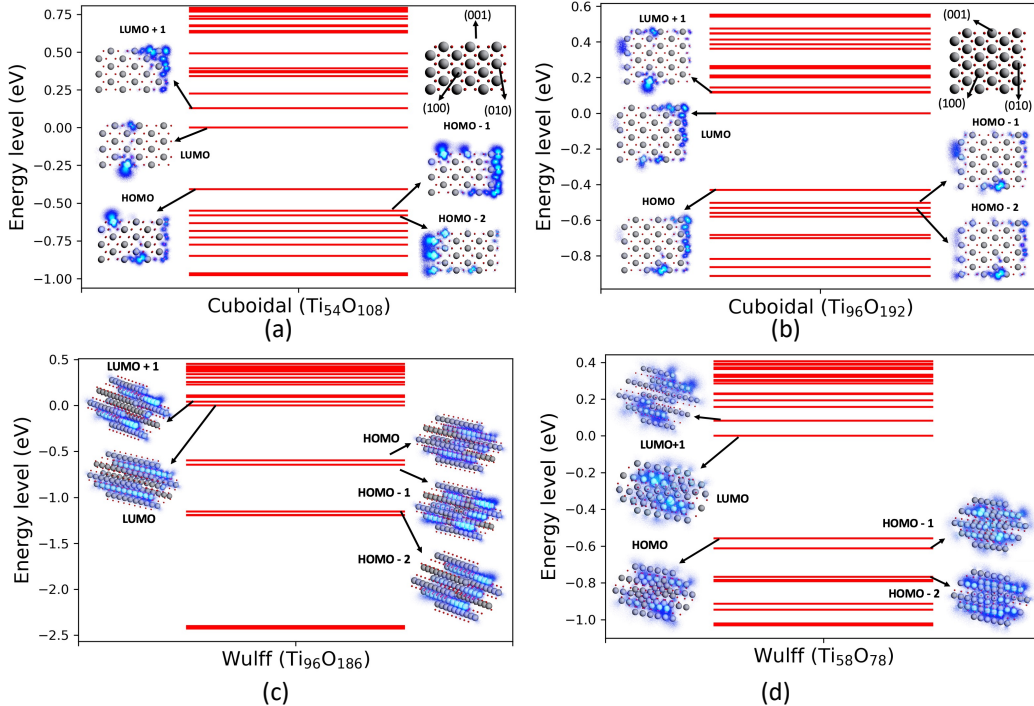 Energy level (eV)
0.75
0.50
0.25
0.00
−0.25
−0.50
−0.75
−1.00
LUMO + 1
LUMO
HOMO
(001)
(100)
(010)
HOMO - 1
HOMO - 2
Cuboidal (Ti₅₄O₁₀₈)
(a)
Energy level (eV)
0.6
0.4
0.2
0.0
−0.2
−0.4
−0.6
−0.8
LUMO + 1
LUMO
HOMO
(001)
(100)
(010)
HOMO - 1
HOMO - 2
Cuboidal (Ti₉₆O₁₉₂)
(b)
Energy level (eV)
0.5
0.0
−0.5
−1.0
−1.5
−2.0
−2.5
LUMO + 1
LUMO
HOMO
HOMO - 1
HOMO - 2
Wulff (Ti₉₆O₁₈₆)
(c)
Energy level (eV)
0.4
0.2
0.0
−0.2
−0.4
−0.6
−0.8
−1.0
LUMO+1
LUMO
HOMO
HOMO - 1
HOMO - 2
Wulff (Ti₅₈O₇₈)
(d)